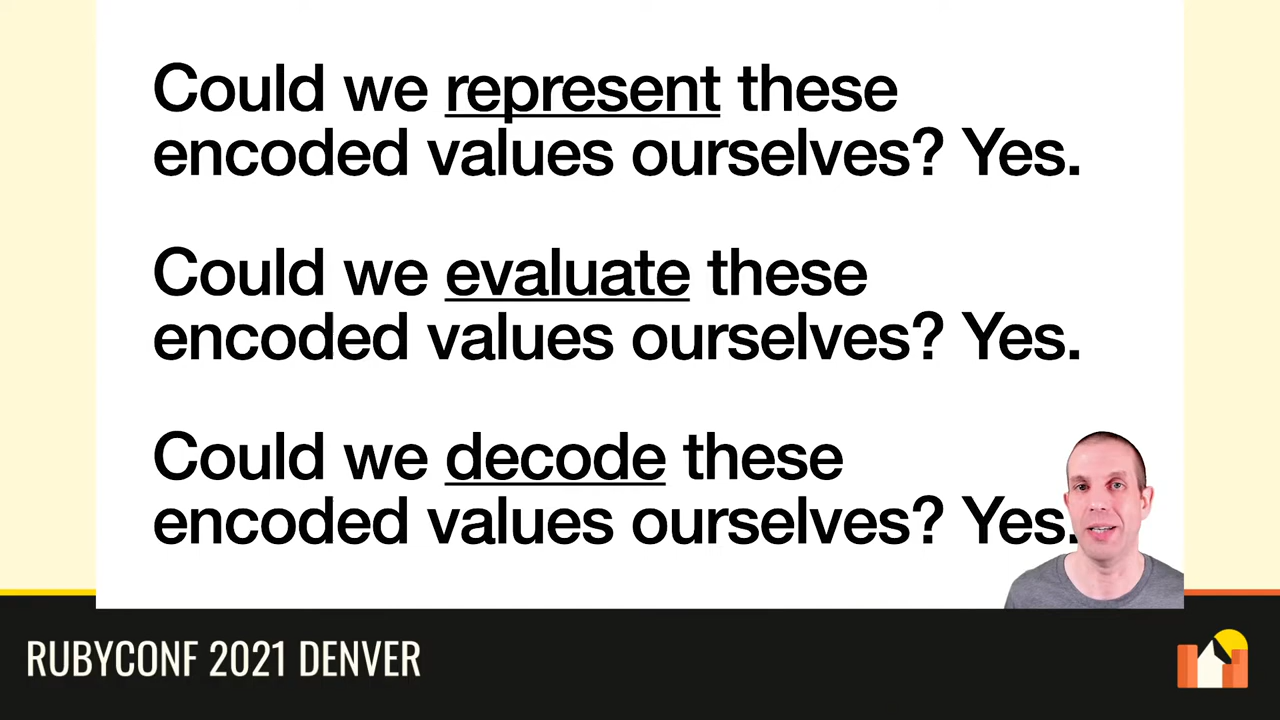 Could we represent these
encoded values ourselves? Yes.
Could we evaluate these
encoded values ourselves? Yes.
Could we decode these
encoded values ourselves? Yes.
RUBYCONF 2021 DENVER